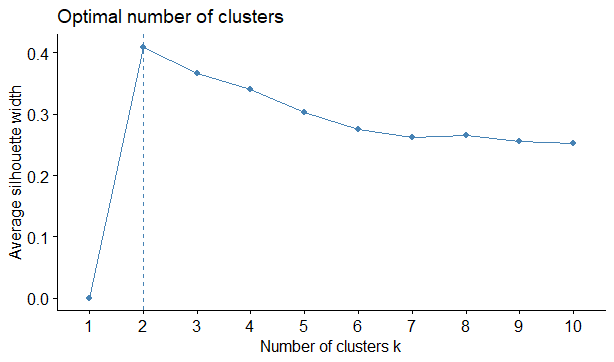 Optimal number of clusters
Average silhouette width
0.4
0.3
0.2
0.1
0.0
1 2 3 4 5 6 7 8 9 10
Number of clusters k